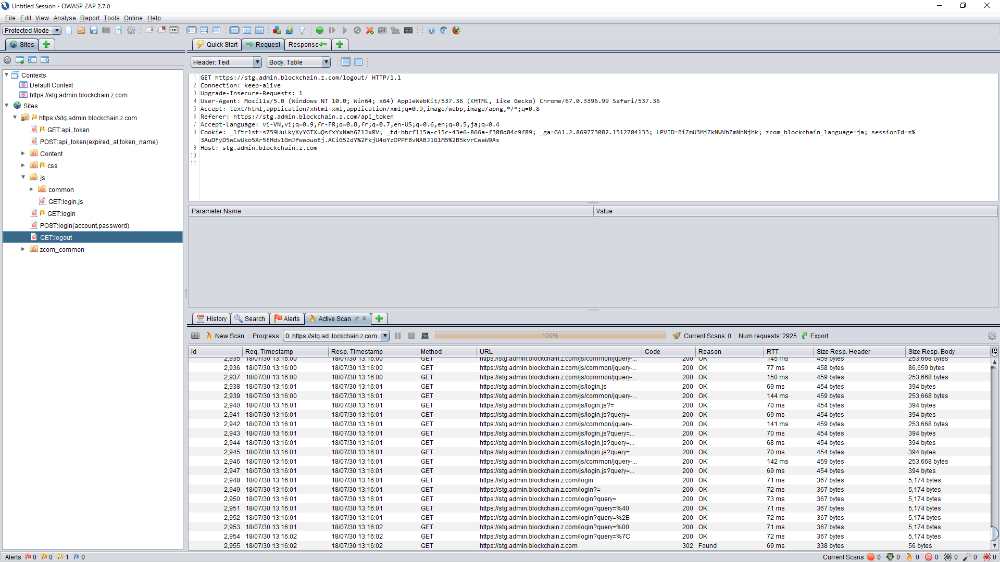 Untitled Session - OWASP ZAP 2.7.0
File Edit View Analyse Report Tools Online Help
Protected Mode
Sites
Quick Start Request Response
Header: Text Body: Table
Contexts
Default Context
https://stg.admin.blockchain.z.com
Sites
https://stg.admin.blockchain.z.com
GET:api_token
POST:api_token(expired_at,token_name)
Content
css
js
common
GET:login.js
GET:login
POST:login(account,password)
GET:logout
zcom_common
1 GET https://stg.admin.blockchain.z.com/logout/ HTTP/1.1
2 Connection: keep-alive
3 Upgrade-Insecure-Requests: 1
4 User-Agent: Mozilla/5.0 (Windows NT 10.0; Win64; x64) AppleWebKit/537.36 (KHTML, like Gecko) Chrome/67.0.3396.99 Safari/537.36
5 Accept: text/html,application/xhtml+xml,application/xml;q=0.9,image/webp,image/apng,*/*;q=0.8
6 Referer: https://stg.admin.blockchain.z.com/api_token
7 Accept-Language: vi-VN,vi;q=0.9,fr-FR;q=0.8,fr;q=0.7,en-US;q=0.6,en;q=0.5,ja;q=0.4
8 Cookie: _td=bbcf115a-c15c-43e6-866a-f308d84c9f89; _ga=GA1.2.869773082.1512704133; LPVID=BiZmU3MjZkNWVhZmNhNjhk; zcom_blockchain_language=ja; sessionId=s%
9 Host: stg.admin.blockchain.z.com
10
11
Parameter Name Value
History Search Alerts Active Scan
New Scan Progress: 0: https://stg.ad..lockchain.z.com 100% Current Scans: 0 Num requests: 2925 Export
Id Req. Timestamp Resp. Timestamp Method URL Code Reason RTT Size Resp. Header Size Resp. Body
2,935 18/07/30 13:16:00 18/07/30 13:16:00 GET https://stg.admin.blockchain.z.com/js/common/jquery-... 200 OK 145 ms 459 bytes 253,668 bytes
2,936 18/07/30 13:16:00 18/07/30 13:16:00 GET https://stg.admin.blockchain.z.com/js/common/jquery-... 200 OK 77 ms 458 bytes 86,659 bytes
2,937 18/07/30 13:16:00 18/07/30 13:16:00 GET https://stg.admin.blockchain.z.com/js/common/jquery-... 200 OK 150 ms 459 bytes 253,668 bytes
2,938 18/07/30 13:16:01 18/07/30 13:16:01 GET https://stg.admin.blockchain.z.com/js/login.js 200 OK 69 ms 454 bytes 394 bytes
2,939 18/07/30 13:16:00 18/07/30 13:16:01 GET https://stg.admin.blockchain.z.com/js/common/jquery-... 200 OK 144 ms 459 bytes 253,668 bytes
2,940 18/07/30 13:16:01 18/07/30 13:16:01 GET https://stg.admin.blockchain.z.com/js/login.js?= 200 OK 70 ms 454 bytes 394 bytes
2,941 18/07/30 13:16:01 18/07/30 13:16:01 GET https://stg.admin.blockchain.z.com/js/login.js?query= 200 OK 69 ms 454 bytes 394 bytes
2,942 18/07/30 13:16:01 18/07/30 13:16:01 GET https://stg.admin.blockchain.z.com/js/common/jquery-... 200 OK 141 ms 459 bytes 253,668 bytes
2,943 18/07/30 13:16:01 18/07/30 13:16:01 GET https://stg.admin.blockchain.z.com/js/login.js?query=... 200 OK 70 ms 454 bytes 394 bytes
2,944 18/07/30 13:16:01 18/07/30 13:16:01 GET https://stg.admin.blockchain.z.com/js/login.js?query=... 200 OK 68 ms 454 bytes 394 bytes
2,945 18/07/30 13:16:01 18/07/30 13:16:01 GET https://stg.admin.blockchain.z.com/js/login.js?query=... 200 OK 70 ms 454 bytes 394 bytes
2,946 18/07/30 13:16:01 18/07/30 13:16:01 GET https://stg.admin.blockchain.z.com/js/common/jquery-... 200 OK 142 ms 459 bytes 253,668 bytes
2,947 18/07/30 13:16:01 18/07/30 13:16:01 GET https://stg.admin.blockchain.z.com/js/login.js?query=... 200 OK 69 ms 454 bytes 394 bytes
2,948 18/07/30 13:16:01 18/07/30 13:16:01 GET https://stg.admin.blockchain.z.com/login 200 OK 71 ms 367 bytes 5,174 bytes
2,949 18/07/30 13:16:01 18/07/30 13:16:01 GET https://stg.admin.blockchain.z.com/login?= 200 OK 72 ms 367 bytes 5,174 bytes
2,950 18/07/30 13:16:01 18/07/30 13:16:01 GET https://stg.admin.blockchain.z.com/login?query= 200 OK 73 ms 367 bytes 5,174 bytes
2,951 18/07/30 13:16:01 18/07/30 13:16:01 GET https://stg.admin.blockchain.z.com/login?query=%40 200 OK 71 ms 367 bytes 5,174 bytes
2,952 18/07/30 13:16:01 18/07/30 13:16:01 GET https://stg.admin.blockchain.z.com/login?query=%2B 200 OK 72 ms 367 bytes 5,174 bytes
2,953 18/07/30 13:16:01 18/07/30 13:16:02 GET https://stg.admin.blockchain.z.com/login?query=%00 200 OK 71 ms 367 bytes 5,174 bytes
2,954 18/07/30 13:16:02 18/07/30 13:16:02 GET https://stg.admin.blockchain.z.com/login?query=%7C 200 OK 72 ms 367 bytes 5,174 bytes
2,955 18/07/30 13:16:02 18/07/30 13:16:02 GET https://stg.admin.blockchain.z.com 302 Found 69 ms 338 bytes 56 bytes
Alerts 0 0 1 0 Current Scans 0 0 0 0 0 0 0